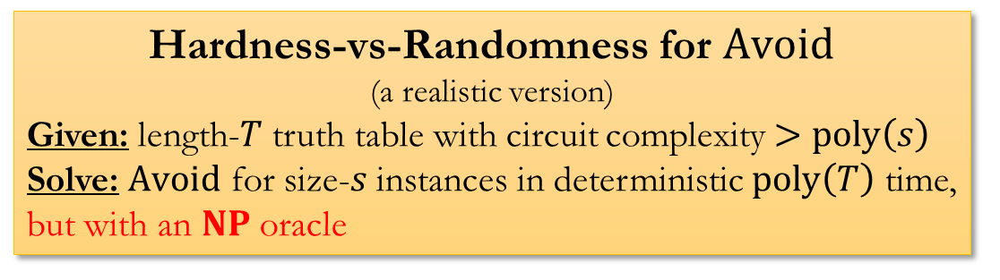 Hardness-vs-Randomness for Avoid
(a realistic version)
Given: length-𝑇 truth table with circuit complexity > poly(𝑠)
Solve: Avoid for size-𝑠 instances in deterministic poly(𝑇) time,
but with an NP oracle